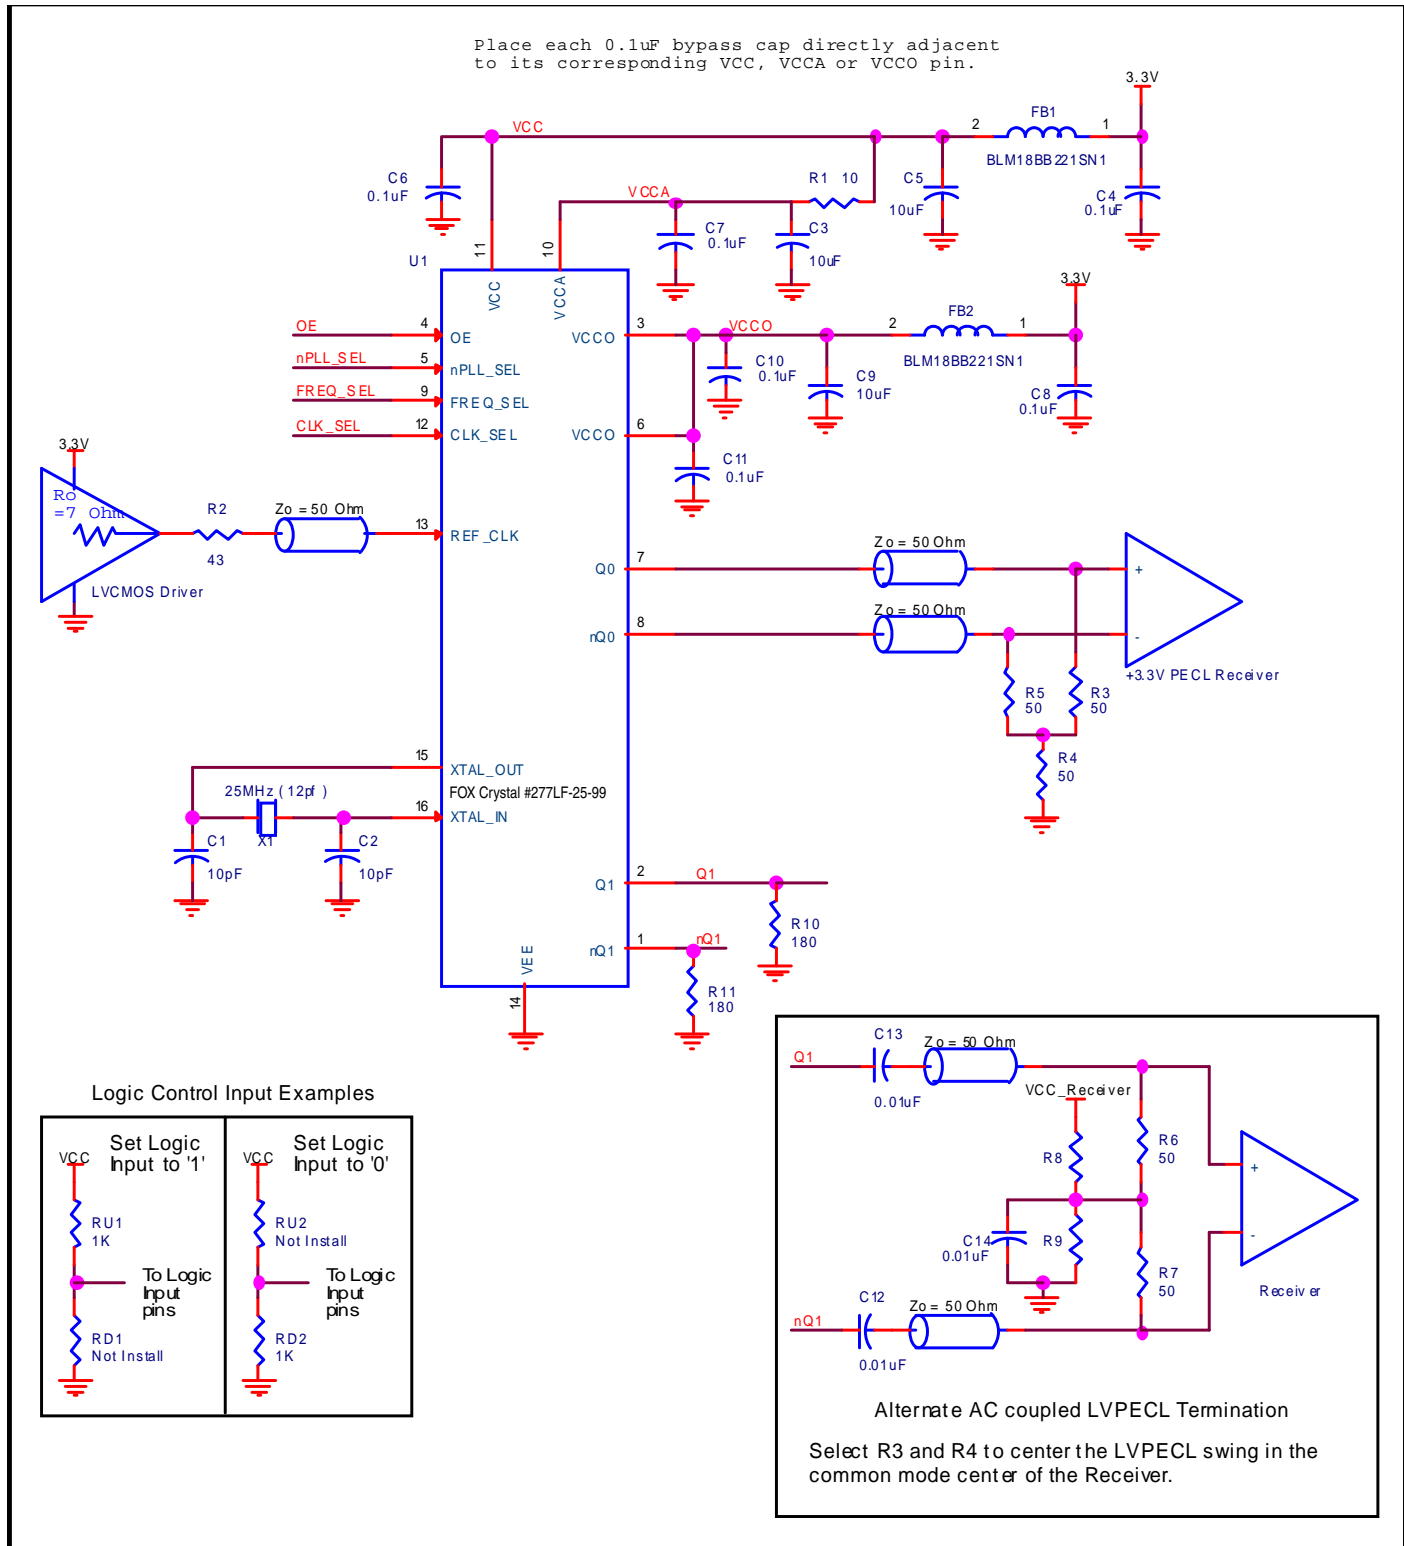 Place each 0.1uF bypass cap directly adjacent
to its corresponding VCC, VCCA or VCCO pin.
3.3V
VCC
2
FB1
1
BLM18BB221SN1
C6
0.1uF
VCCA
R1 10
C5
10uF
C4
0.1uF
C7
0.1uF
C3
10uF
U1
11
10
VCC
VCCA
3.3V
OE
4
OE
VCCO
3
VCCO
2
FB2
1
BLM18BB221SN1
nPLL_SEL
5
nPLL_SEL
C10
0.1uF
C9
10uF
C8
0.1uF
FREQ_SEL
9
FREQ_SEL
CLK_SEL
12
CLK_SEL
VCCO
6
C11
0.1uF
3.3V
Ro
=7 Ohm
R2
43
Zo = 50 Ohm
13
REF_CLK
LVCMOS Driver
Q0
7
Zo = 50 Ohm
+
nQ0
8
Zo = 50 Ohm
-
+3.3V PECL Receiver
R5
50
R3
50
R4
50
15
XTAL_OUT
25MHz (12pf)
FOX Crystal #277LF-25-99
16
XTAL_IN
X1
C1
10pF
C2
10pF
Q1
2
Q1
R10
180
nQ1
1
nQ1
R11
180
VEE
14
Logic Control Input Examples
Set Logic
Input to '1'
VCC
RU1
1K
To Logic
Input
pins
RD1
Not Install
Set Logic
Input to '0'
VCC
RU2
Not Install
To Logic
Input
pins
RD2
1K
Q1
C13
0.01uF
Zo = 50 Ohm
VCC_Receiver
R8
R6
50
+
C14
0.01uF
R9
-
R7
50
Receiver
nQ1
C12
0.01uF
Zo = 50 Ohm
Alternate AC coupled LVPECL Termination
Select R3 and R4 to center the LVPECL swing in the
common mode center of the Receiver.